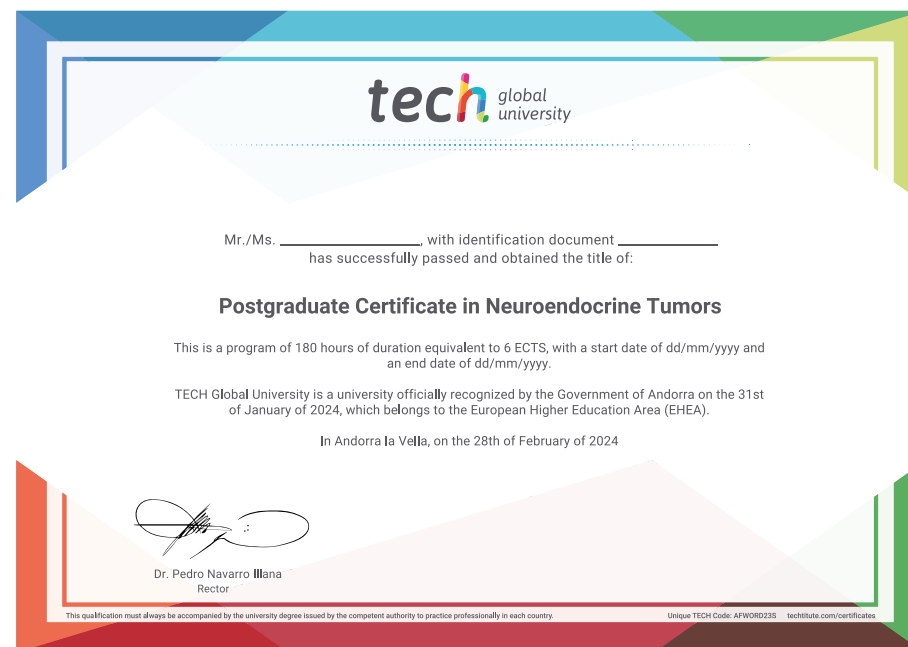 tech global university
Mr./Ms. ____________________, with identification document ______________
has successfully passed and obtained the title of:
Postgraduate Certificate in Neuroendocrine Tumors
This is a program of 180 hours of duration equivalent to 6 ECTS, with a start date of dd/mm/yyyy and
an end date of dd/mm/yyyy.
TECH Global University is a university officially recognized by the Government of Andorra on the 31st
of January of 2024, which belongs to the European Higher Education Area (EHEA).
In Andorra la Vella, on the 28th of February of 2024
Dr. Pedro Navarro Illana
Rector
This qualification must always be accompanied by the university degree issued by the competent authority to practice professionally in each country.
Unique TECH Code: AFWORD23S techtitute.com/certificates